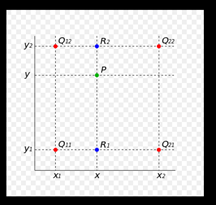 y₂ Q₁₂ R₂ Q₂₂
y P
y₁ Q₁₁ R₁ Q₂₁
x₁ x x₂